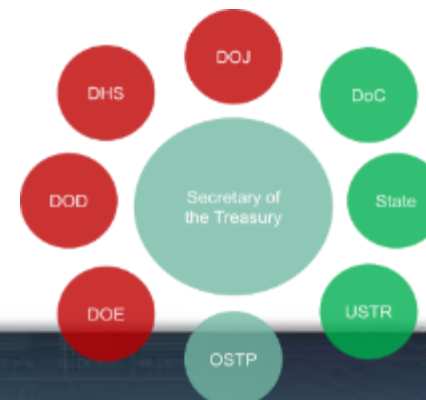 DOJ
DHS
DoC
DOD
Secretary of
the Treasury
State
DOE
USTR
OSTP